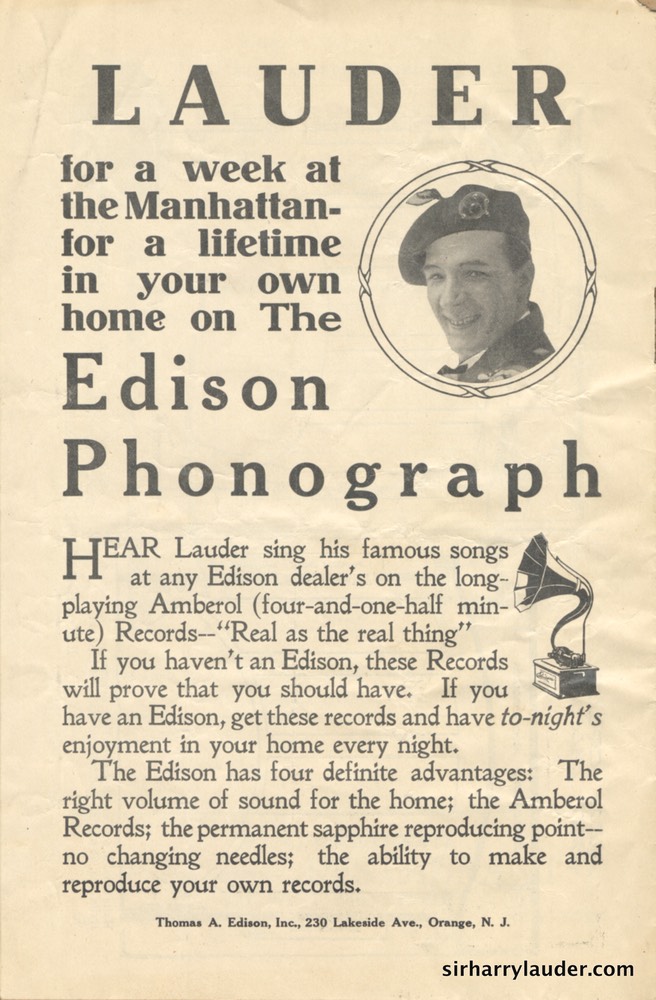 LAUDER
for a week at
the Manhattan-
for a lifetime
in your own
home on The
Edison
Phonograph
HEAR Lauder sing his famous songs
at any Edison dealer's on the long-
playing Amberol (four-and-one-half min-
ute) Records--"Real as the real thing"
If you haven't an Edison, these Records
will prove that you should have. If you
have an Edison, get these records and have to-night's
enjoyment in your home every night.
The Edison has four definite advantages: The
right volume of sound for the home; the Amberol
Records; the permanent sapphire reproducing point--
no changing needles; the ability to make and
reproduce your own records.
Thomas A. Edison, Inc., 230 Lakeside Ave., Orange, N. J.
sirharrylauder.com